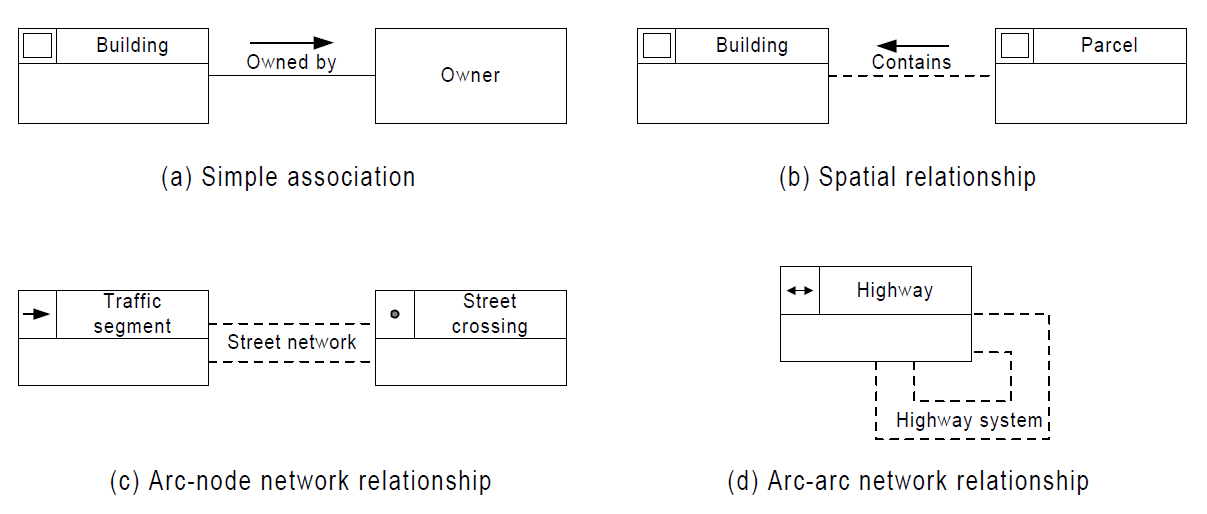 Building
Owned by
Owner
(a) Simple association
Building
Contains
Parcel
(b) Spatial relationship
Traffic
segment
Street network
Street
crossing
(c) Arc-node network relationship
Highway
Highway system
(d) Arc-arc network relationship